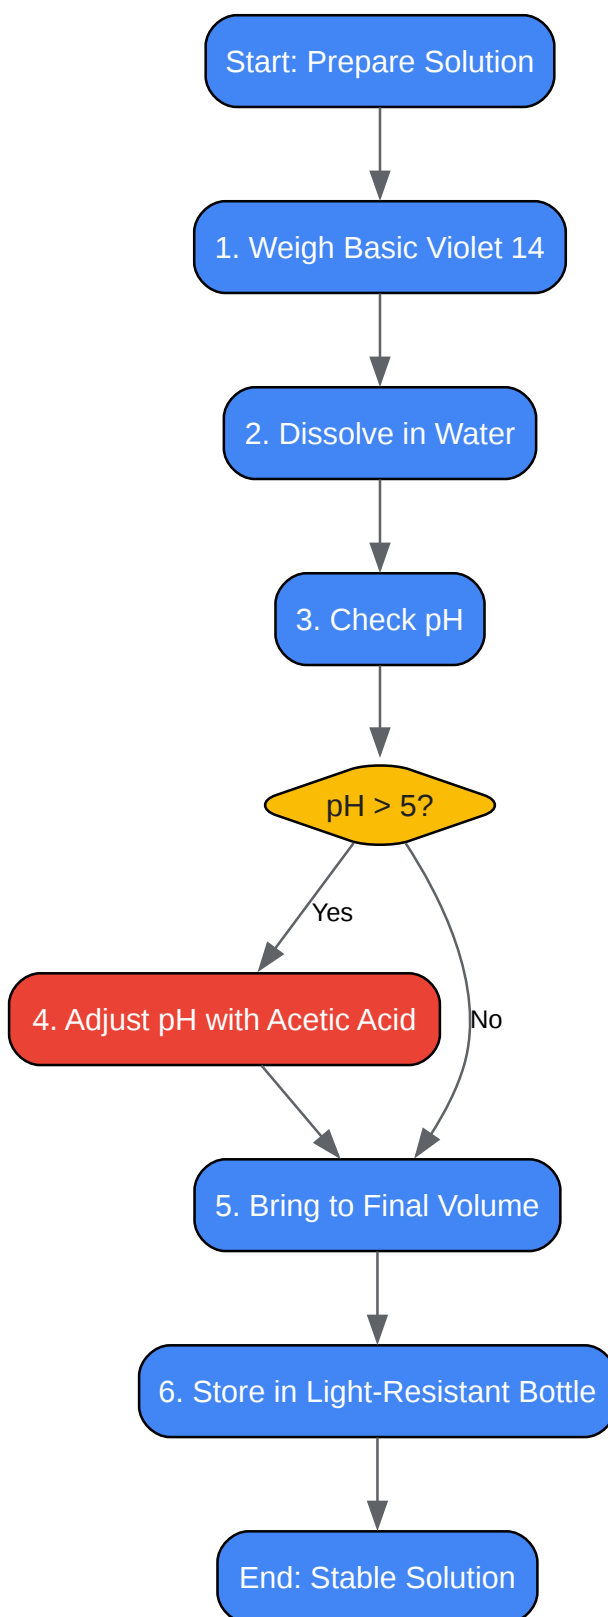 Start: Prepare Solution
1. Weigh Basic Violet 14
2. Dissolve in Water
3. Check pH
pH > 5?
Yes
4. Adjust pH with Acetic Acid
No
5. Bring to Final Volume
6. Store in Light-Resistant Bottle
End: Stable Solution